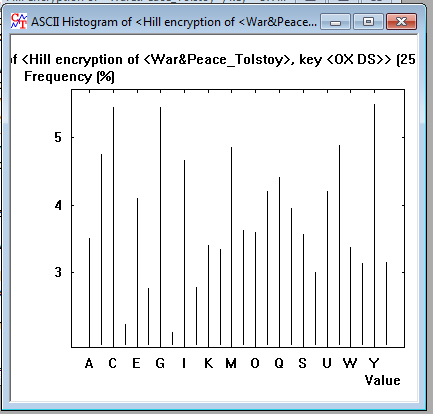 ASCII Histogram of <Hill encryption of <War&Peace...
of <Hill encryption of <War&Peace_Tolstoy>, key <OX DS>> (25
Frequency (%)
5
4
3
A C E G I K M O Q S U W Y
Value